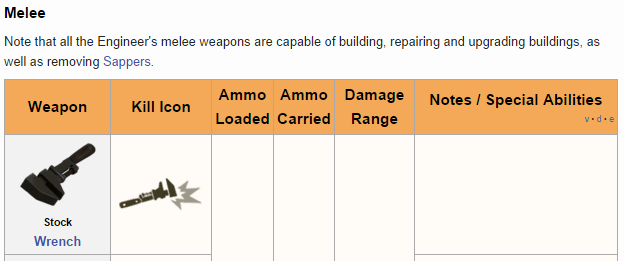 Melee
Note that all the Engineer's melee weapons are capable of building, repairing and upgrading buildings, as
well as removing Sappers.
Weapon
Kill Icon
Ammo
Loaded
Ammo
Carried
Damage
Range
Notes / Special Abilities
v · d · e
Stock
Wrench